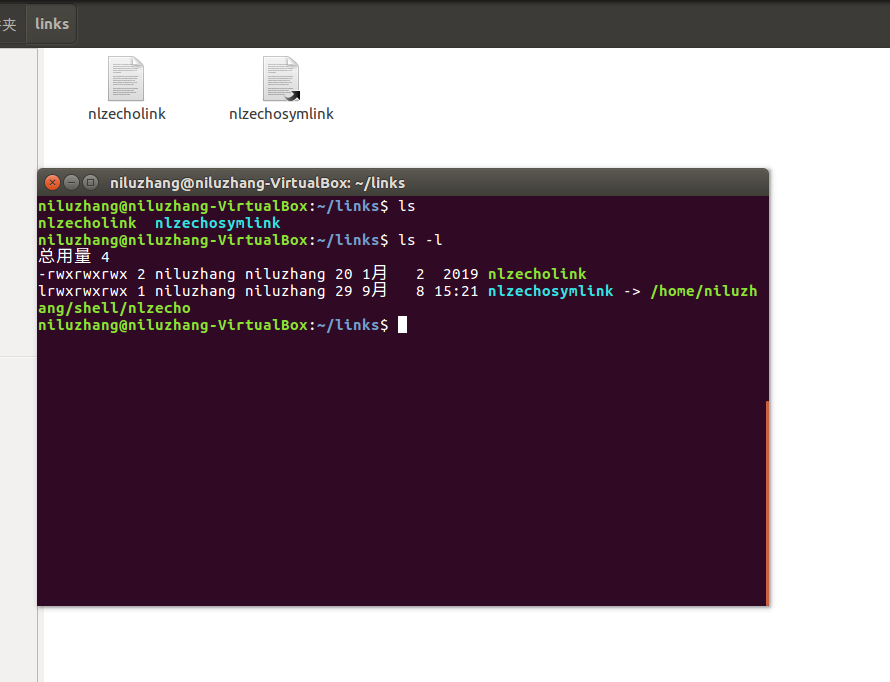 夹 links
nlzecholink nlzechosymlink
niluzhang@niluzhang-VirtualBox: ~/links
niluzhang@niluzhang-VirtualBox:~/links$ ls
nlzecholink  nlzechosymlink
niluzhang@niluzhang-VirtualBox:~/links$ ls -l
总用量 4
-rwxrwxrwx 2 niluzhang niluzhang 20 1月   2  2019 nlzecholink
lrwxrwxrwx 1 niluzhang niluzhang 29 9月   8 15:21 nlzechosymlink -> /home/niluzh
ang/shell/nlzecho
niluzhang@niluzhang-VirtualBox:~/links$